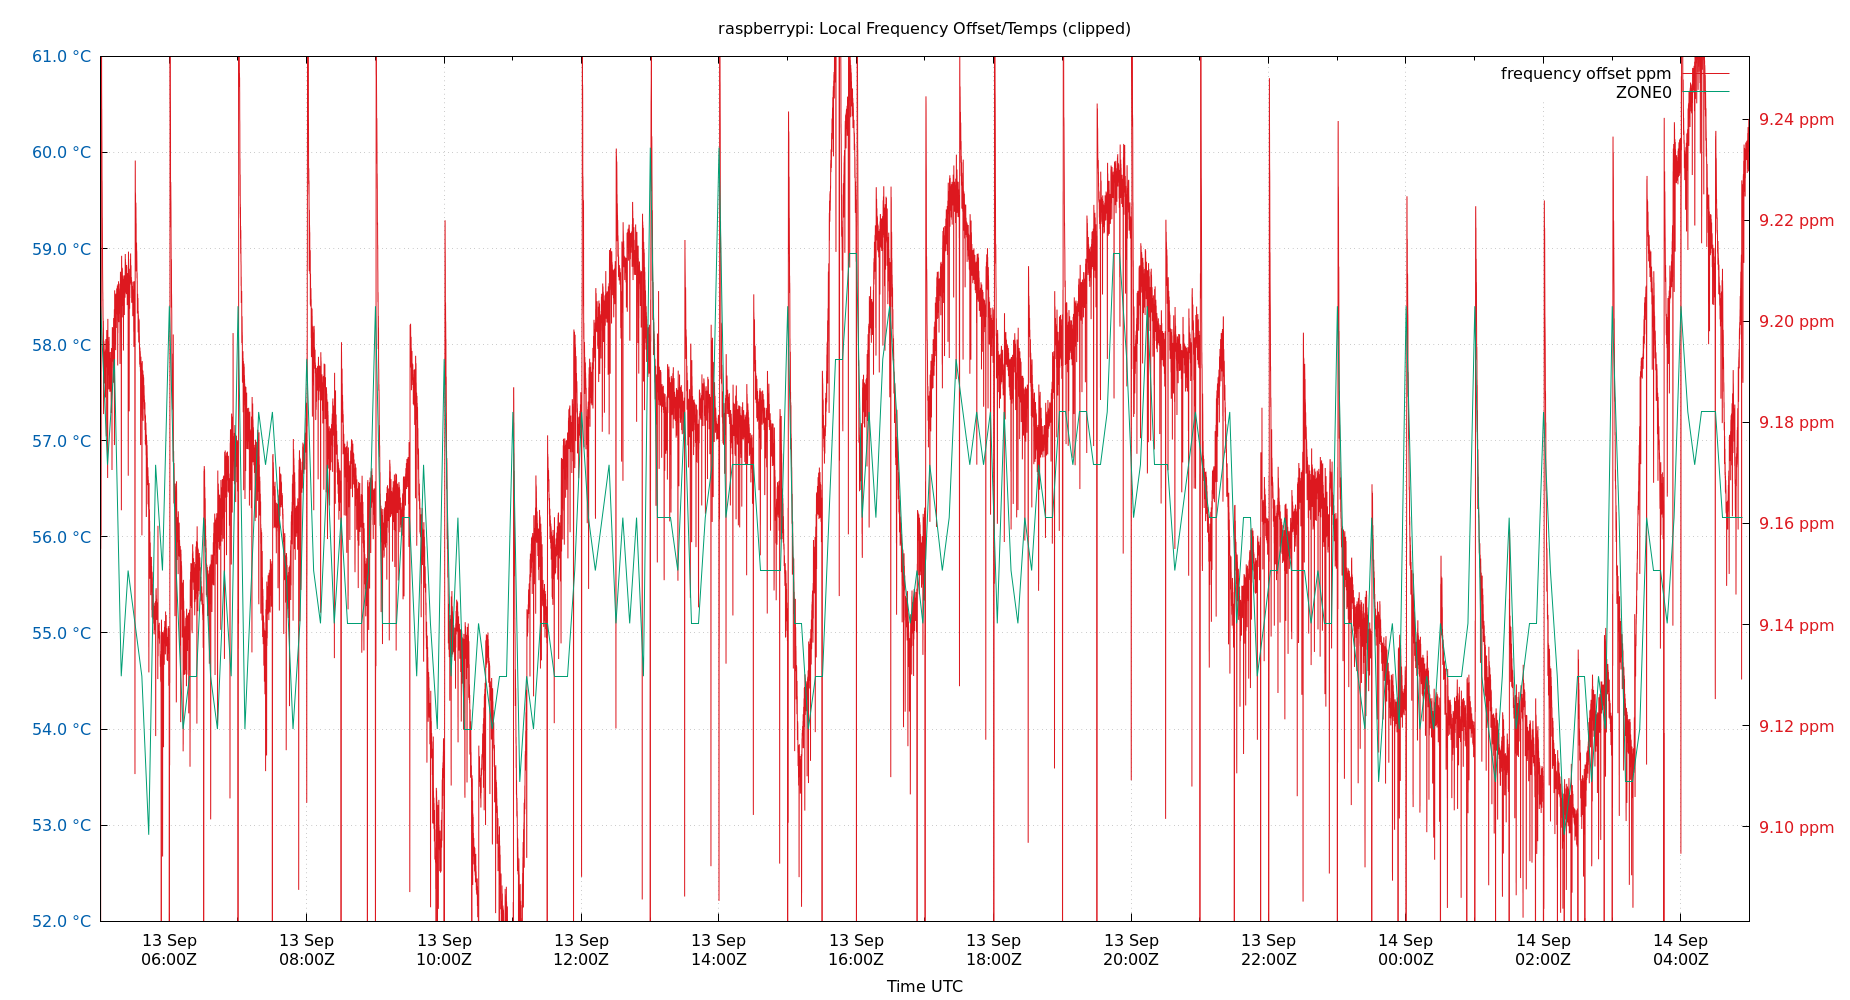 raspberrypi: Local Frequency Offset/Temps (clipped)
frequency offset ppm
ZONE0
61.0 °C
60.0 °C
59.0 °C
58.0 °C
57.0 °C
56.0 °C
55.0 °C
54.0 °C
53.0 °C
52.0 °C
9.24 ppm
9.22 ppm
9.20 ppm
9.18 ppm
9.16 ppm
9.14 ppm
9.12 ppm
9.10 ppm
13 Sep
06:00Z
13 Sep
08:00Z
13 Sep
10:00Z
13 Sep
12:00Z
13 Sep
14:00Z
13 Sep
16:00Z
13 Sep
18:00Z
13 Sep
20:00Z
13 Sep
22:00Z
14 Sep
00:00Z
14 Sep
02:00Z
14 Sep
04:00Z
Time UTC